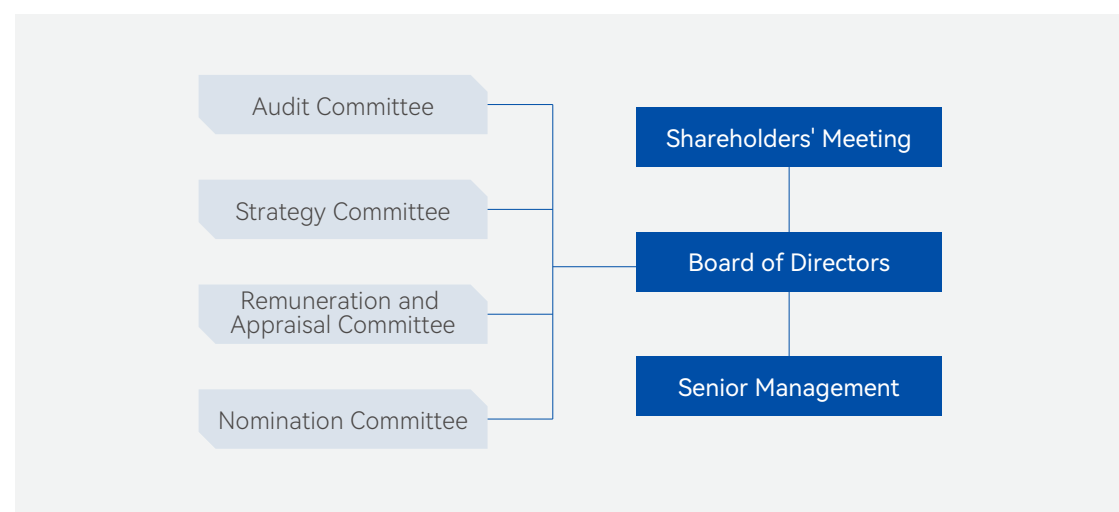 Audit Committee
Strategy Committee
Remuneration and
Appraisal Committee
Nomination Committee
Shareholders' Meeting
Board of Directors
Senior Management